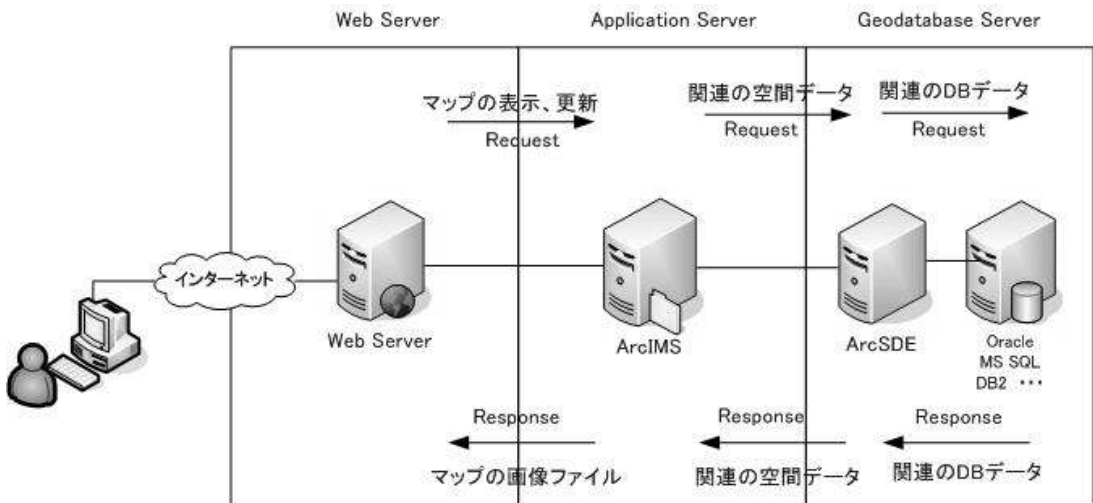 Web Server
Application Server
Geodatabase Server
マップの表示、更新
Request
関連の空間データ
Request
関連のDBデータ
Request
インターネット
Web Server
ArcIMS
ArcSDE
Oracle
MS SQL
DB2 ･･･
Response
マップの画像ファイル
Response
関連の空間データ
Response
関連のDBデータ